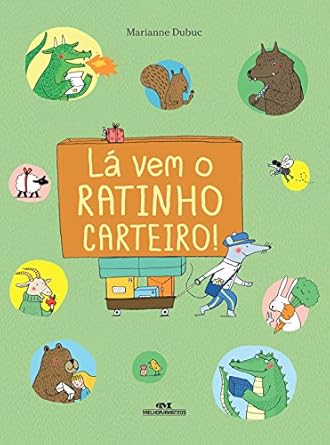 Marianne Dubuc
Lá vem o
RATINHO
CARTEIRO!
MELHORAMENTOS